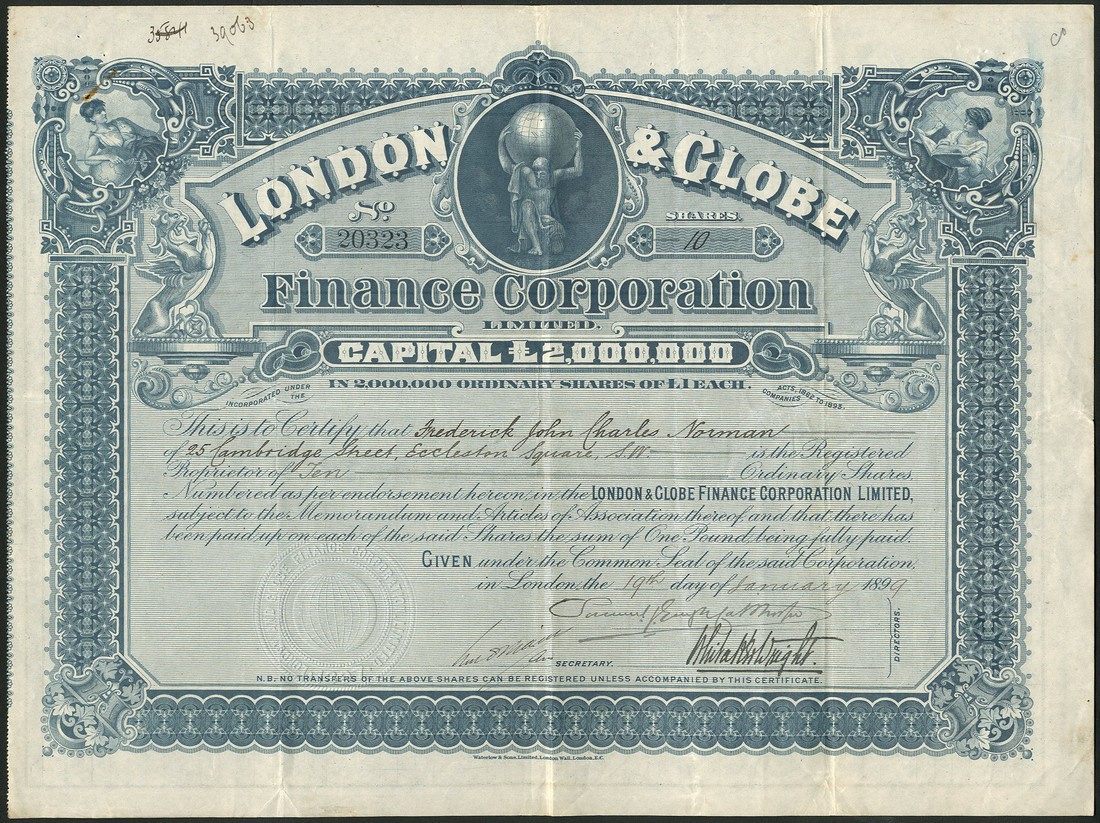 39063
LONDON & GLOBE
No
SHARES.
20323
10
Finance Corporation
LIMITED.
CAPITAL £2,000,000
IN 2,000,000 ORDINARY SHARES OF £1 EACH.
INCORPORATED UNDER THE
COMPANIES ACTS, 1862 TO 1893.
This is to Certify that Frederick John Charles Norman
of 25 Cambridge Street, Eccleston Square, S.W. is the Registered
Proprietor of Ten Ordinary Shares
Numbered as per endorsement hereon, in the LONDON & GLOBE FINANCE CORPORATION LIMITED,
subject to the Memorandum and Articles of Association thereof and that there has
been paid up on each of the said Shares the sum of One Pound, being fully paid.
GIVEN under the Common Seal of the said Corporation,
in London, the 19th day of January 1899
DIRECTORS.
SECRETARY.
N.B. NO TRANSFERS OF THE ABOVE SHARES CAN BE REGISTERED UNLESS ACCOMPANIED BY THIS CERTIFICATE.
Waterlow & Sons, Limited, London Wall, London, E.C.